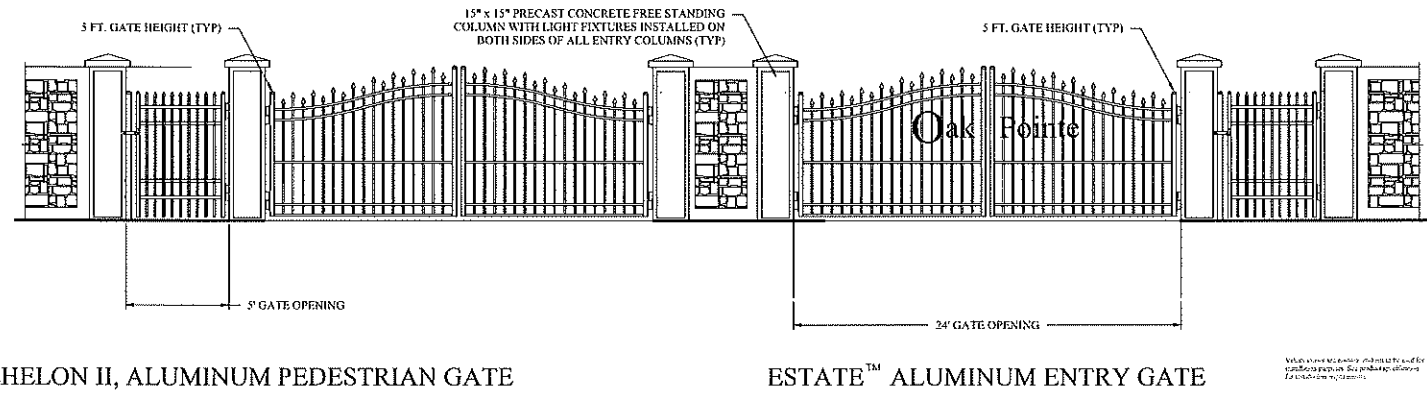 15" x 15" PRECAST CONCRETE FREE STANDING
COLUMN WITH LIGHT FIXTURES INSTALLED ON
BOTH SIDES OF ALL ENTRY COLUMNS (TYP)
5 FT. GATE HEIGHT (TYP)
5 FT. GATE HEIGHT (TYP)
Oak Pointe
5' GATE OPENING
24' GATE OPENING
HELON II, ALUMINUM PEDESTRIAN GATE
ESTATE™ ALUMINUM ENTRY GATE